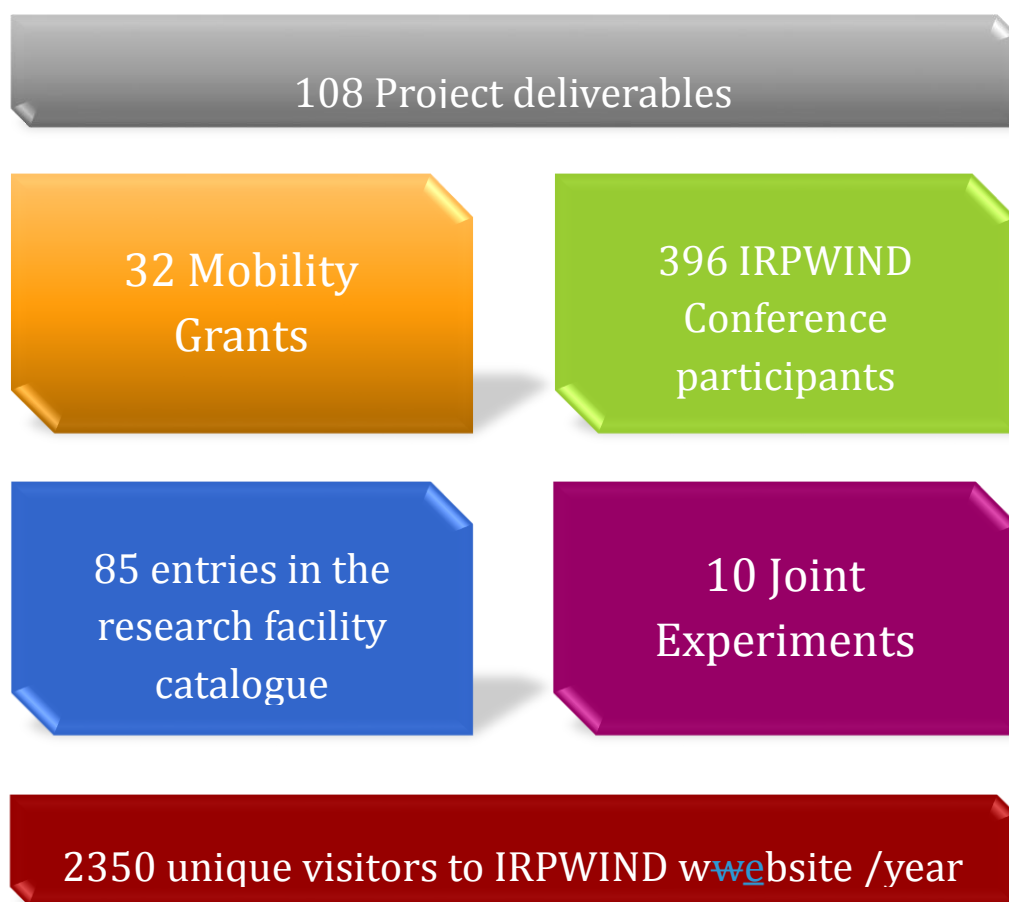 108 Project deliverables
32 Mobility
Grants
396 IRPWIND
Conference
participants
85 entries in the
research facility
catalogue
10 Joint
Experiments
2350 unique visitors to IRPWIND wwebsite /year